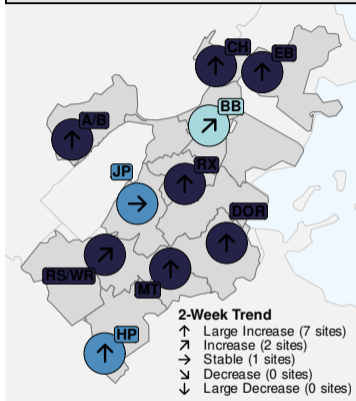 CH
EB
BB
A/B
RX
JP
DOR
RS/WR
MT
HP
2-Week Trend
↑ Large Increase (7 sites)
↗ Increase (2 sites)
→ Stable (1 sites)
↘ Decrease (0 sites)
↓ Large Decrease (0 sites)